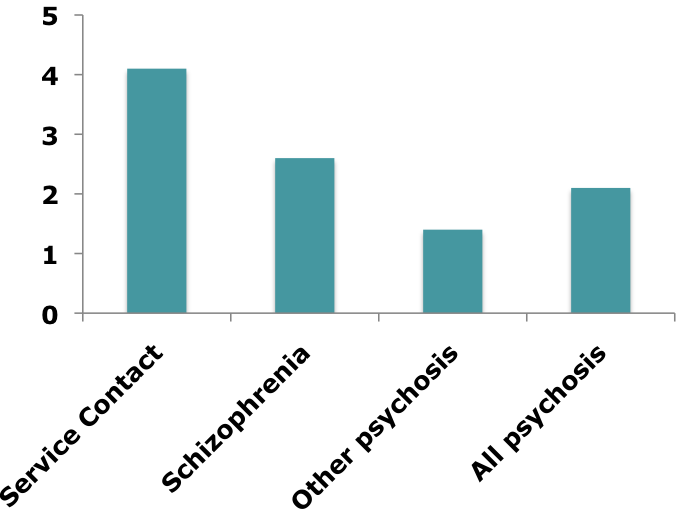 5
4
3
2
1
0
Service Contact
Schizophrenia
Other psychosis
All psychosis